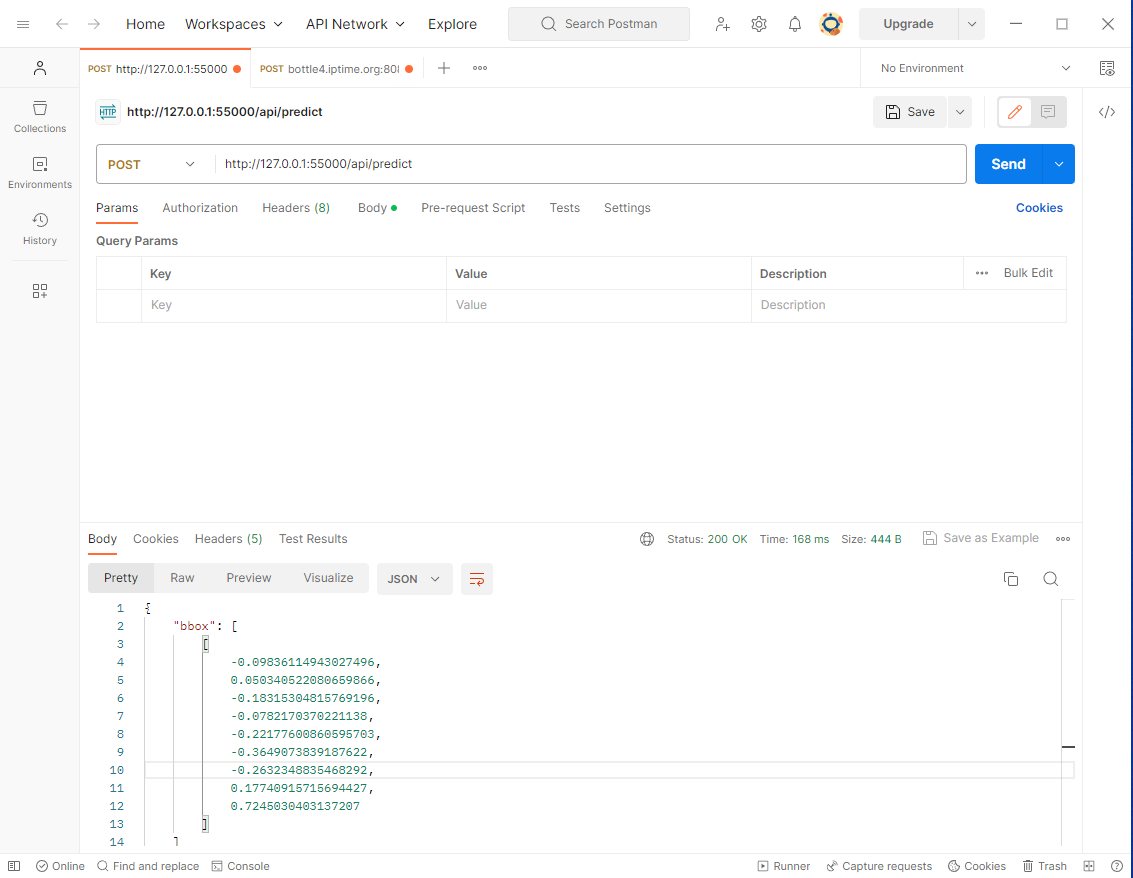 Home Workspaces API Network Explore Search Postman Upgrade
POST http://127.0.0.1:55000 POST bottle4.iptime.org:808 No Environment
HTTP http://127.0.0.1:55000/api/predict Save
Collections
POST http://127.0.0.1:55000/api/predict Send
Environments
Params Authorization Headers (8) Body Pre-request Script Tests Settings Cookies
History
Query Params
Key Value Description Bulk Edit
Key Value Description
Body Cookies Headers (5) Test Results Status: 200 OK Time: 168 ms Size: 444 B Save as Example
Pretty Raw Preview Visualize JSON
1 {
2 "bbox": [
3 [
4 -0.09836114943027496,
5 0.050340522080659866,
6 -0.18315304815769196,
7 -0.0782170370221138,
8 -0.22177600860595703,
9 -0.3649073839187622,
10 -0.2632348835468292,
11 0.17740915715694427,
12 0.7245030403137207
13 ]
14 ]
Online Find and replace Console Runner Capture requests Cookies Trash